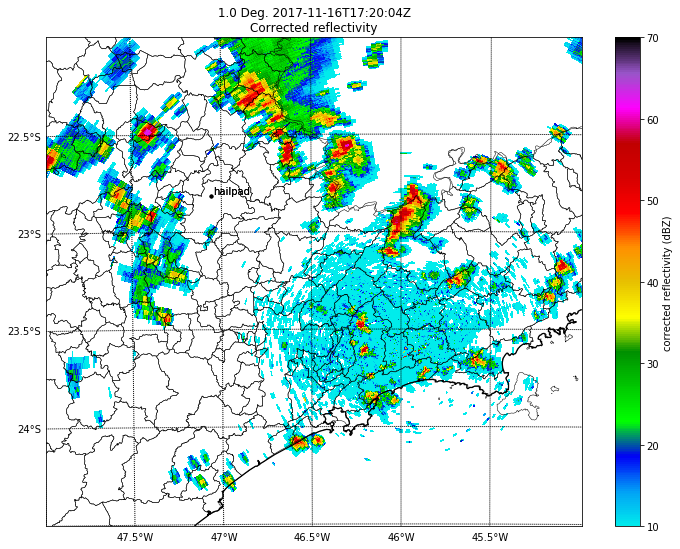 1.0 Deg. 2017-11-16T17:20:04Z
Corrected reflectivity
70
60
50
40
30
20
10
corrected reflectivity (dBZ)
22.5°S
23°S
23.5°S
24°S
hailpad
47.5°W
47°W
46.5°W
46°W
45.5°W